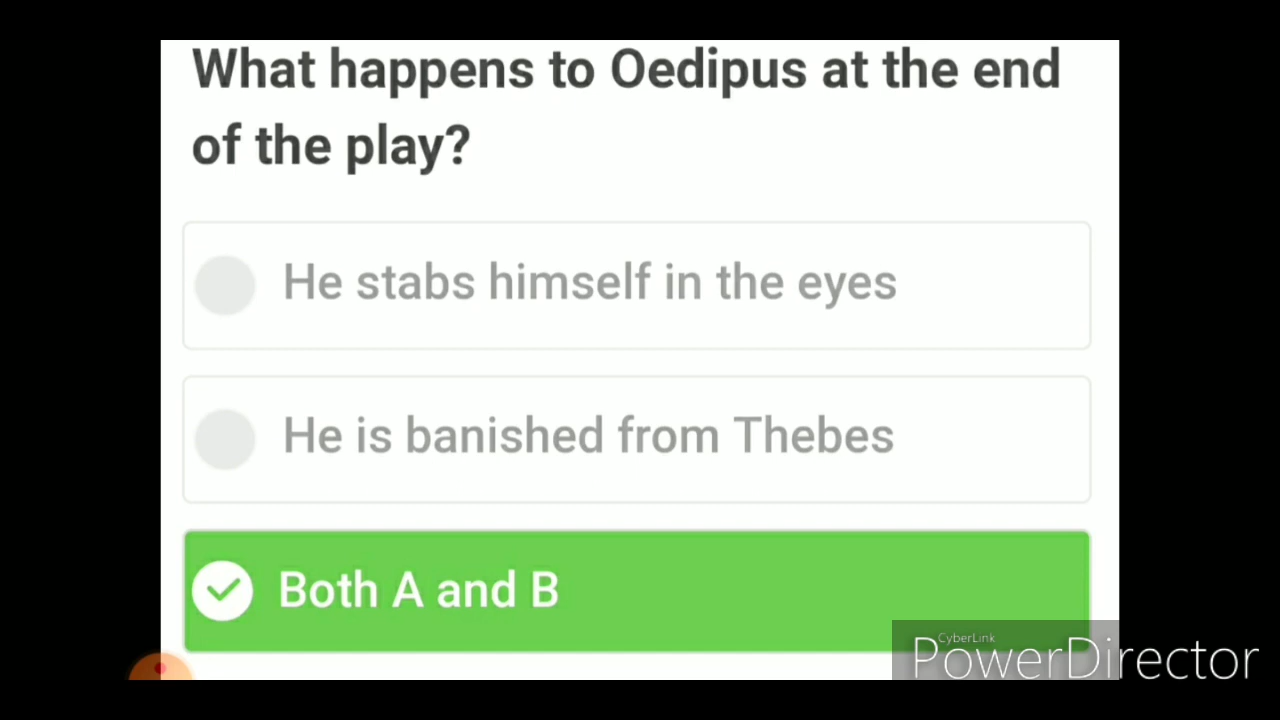 What happens to Oedipus at the end
of the play?
He stabs himself in the eyes
He is banished from Thebes
Both A and B
CyberLink
PowerDirector